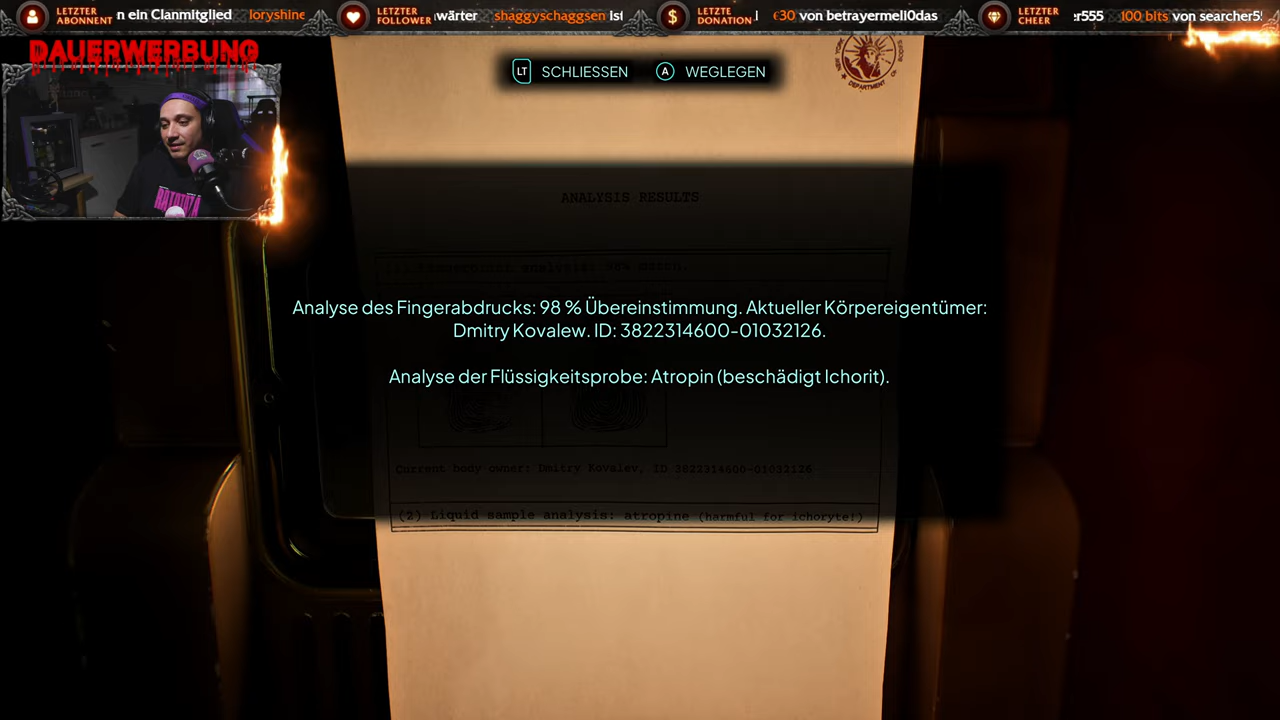 LETZTER ABONNENT
n ein Clanmitglied loryshine
LETZTER FOLLOWER
wärter shaggyschaggsen ist
LETZTE DONATION
€30 von betrayermell0das
LETZTER CHEER
er555 100 bits von searcher5
DAUERWERBUNG
LT SCHLIESSEN A WEGLEGEN
DEPARTMENT
ANALYSIS RESULTS
Analyse des Fingerabdrucks: 98 % Übereinstimmung. Aktueller Körpereigentümer:
Dmitry Kovalew. ID: 3822314600-01032126.
Analyse der Flüssigkeitsprobe: Atropin (beschädigt Ichorit).
Current body owner: Dmitry Kovalev, ID 3822314600-01032126
(2) Liquid sample analysis: atropine (harmful for ichoryte!)